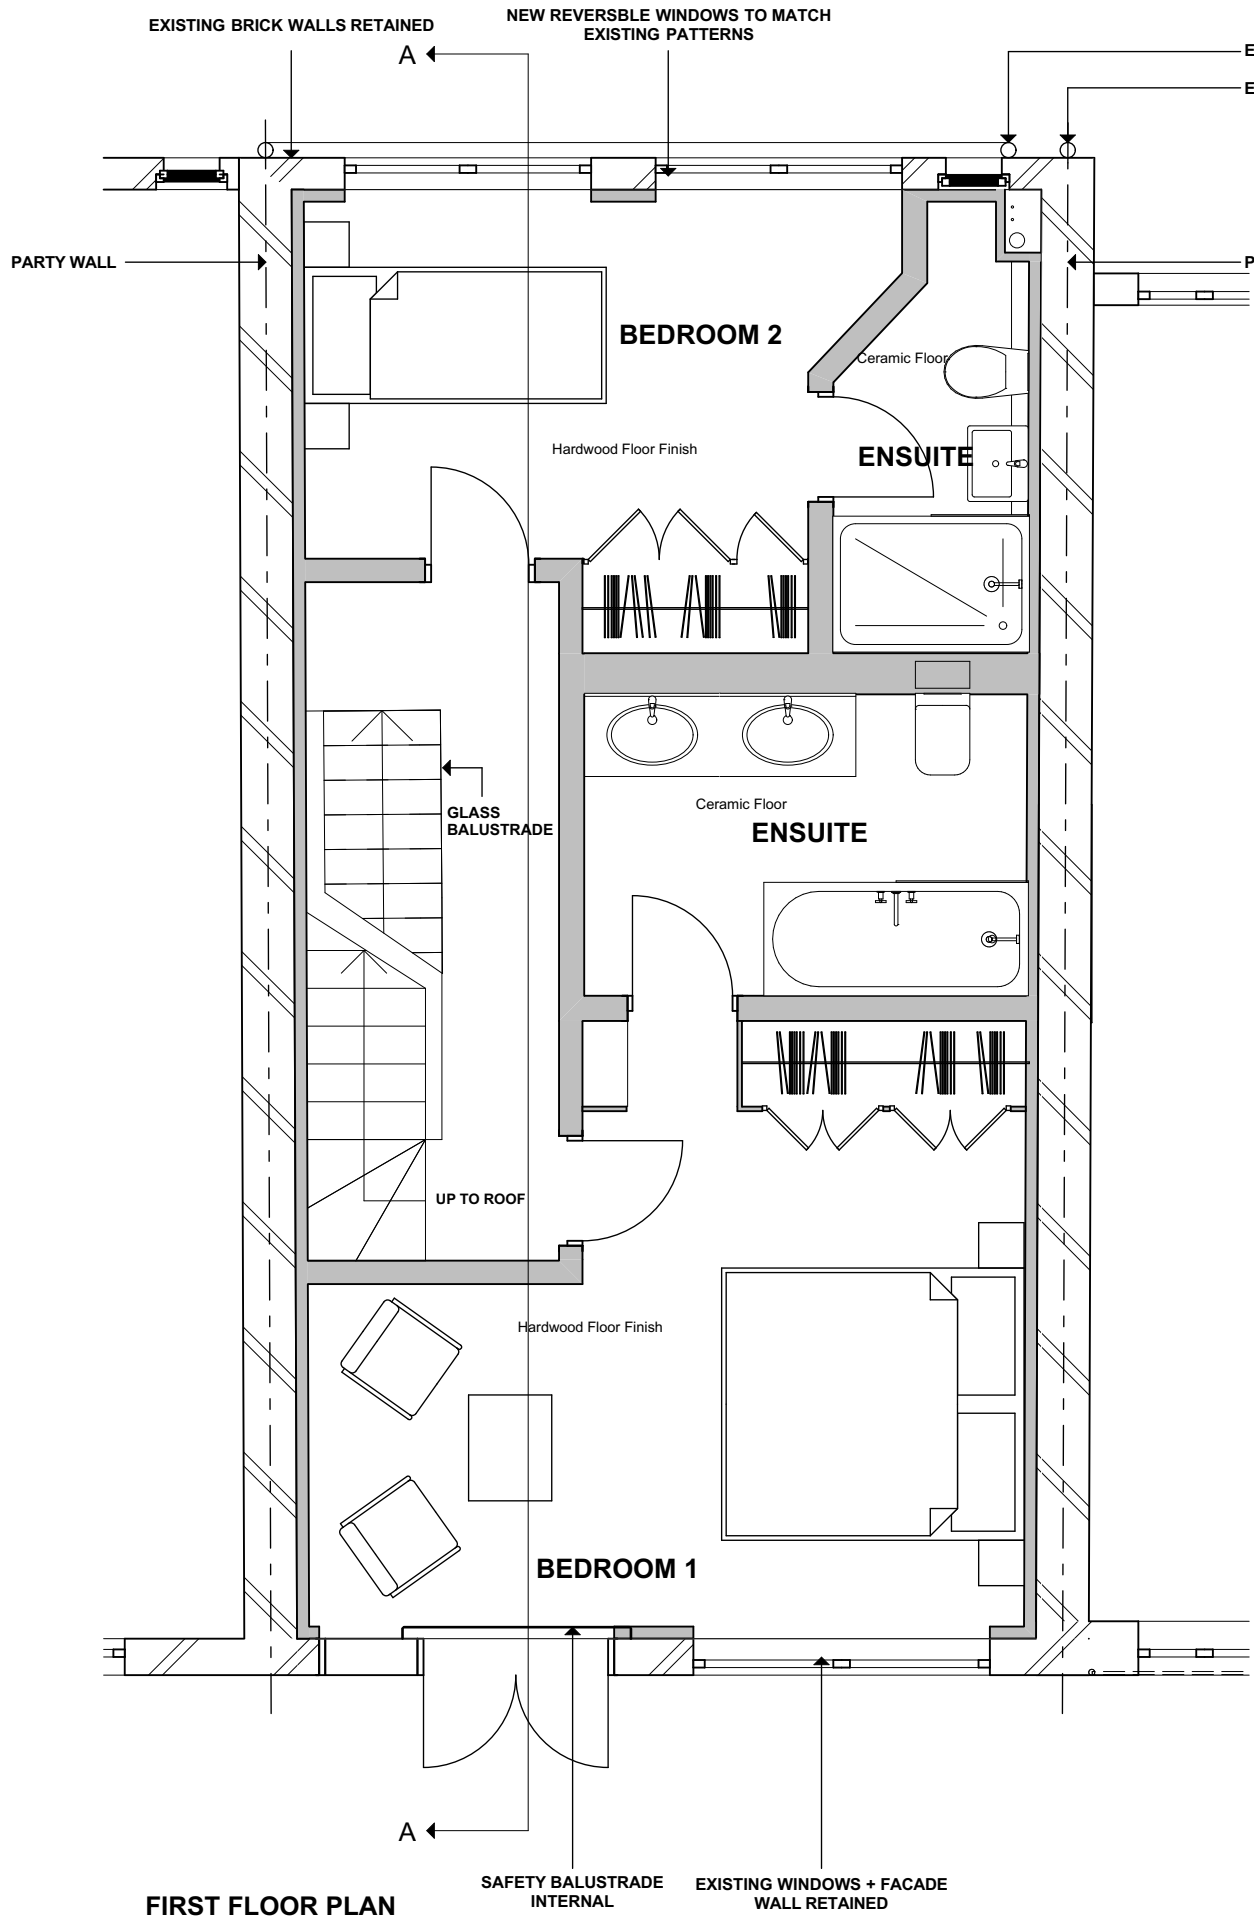 EXISTING BRICK WALLS RETAINED
NEW REVERSBLE WINDOWS TO MATCH
EXISTING PATTERNS
A
E
E
PARTY WALL
P
BEDROOM 2
Ceramic Floor
Hardwood Floor Finish
ENSUITE
GLASS
BALUSTRADE
Ceramic Floor
ENSUITE
UP TO ROOF
Hardwood Floor Finish
BEDROOM 1
A
SAFETY BALUSTRADE
INTERNAL
EXISTING WINDOWS + FACADE
WALL RETAINED
FIRST FLOOR PLAN